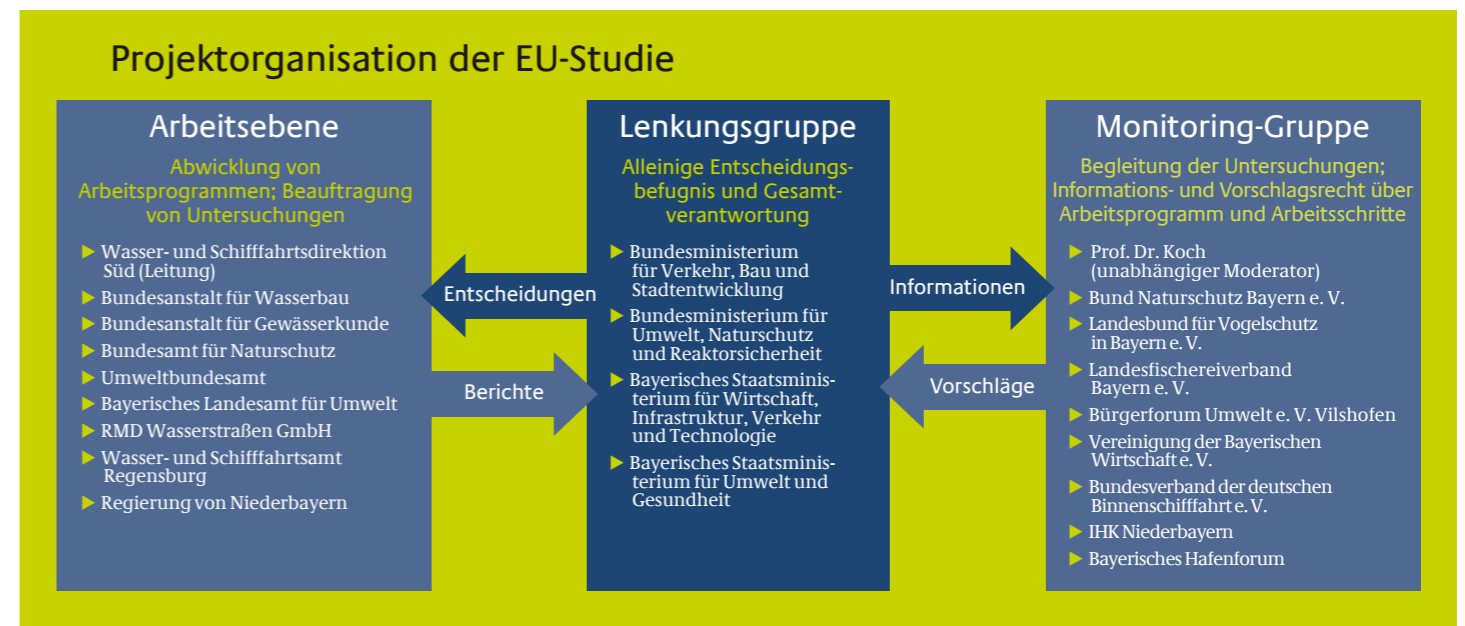 Projektorganisation der EU-Studie
Arbeitsebene
Abwicklung von
Arbeitsprogrammen; Beauftragung
von Untersuchungen
Wasser- und Schifffahrtsdirektion
Süd (Leitung)
Bundesanstalt für Wasserbau
Bundesanstalt für Gewässerkunde
Bundesamt für Naturschutz
Umweltbundesamt
Bayerisches Landesamt für Umwelt
RMD Wasserstraßen GmbH
Wasser- und Schifffahrtsamt
Regensburg
Regierung von Niederbayern
Entscheidungen
Berichte
Lenkungsgruppe
Alleinige Entscheidungs-
befugnis und Gesamt-
verantwortung
Bundesministerium
für Verkehr, Bau und
Stadtentwicklung
Bundesministerium für
Umwelt, Naturschutz
und Reaktorsicherheit
Bayerisches Staatsminis-
terium für Wirtschaft,
Infrastruktur, Verkehr
und Technologie
Bayerisches Staatsminis-
terium für Umwelt und
Gesundheit
Informationen
Vorschläge
Monitoring-Gruppe
Begleitung der Untersuchungen;
Informations- und Vorschlagsrecht über
Arbeitsprogramm und Arbeitsschritte
Prof. Dr. Koch
(unabhängiger Moderator)
Bund Naturschutz Bayern e. V.
Landesbund für Vogelschutz
in Bayern e. V.
Landesfischereiverband
Bayern e. V.
Bürgerforum Umwelt e. V. Vilshofen
Vereinigung der Bayerischen
Wirtschaft e. V.
Bundesverband der deutschen
Binnenschifffahrt e. V.
IHK Niederbayern
Bayerisches Hafenforum